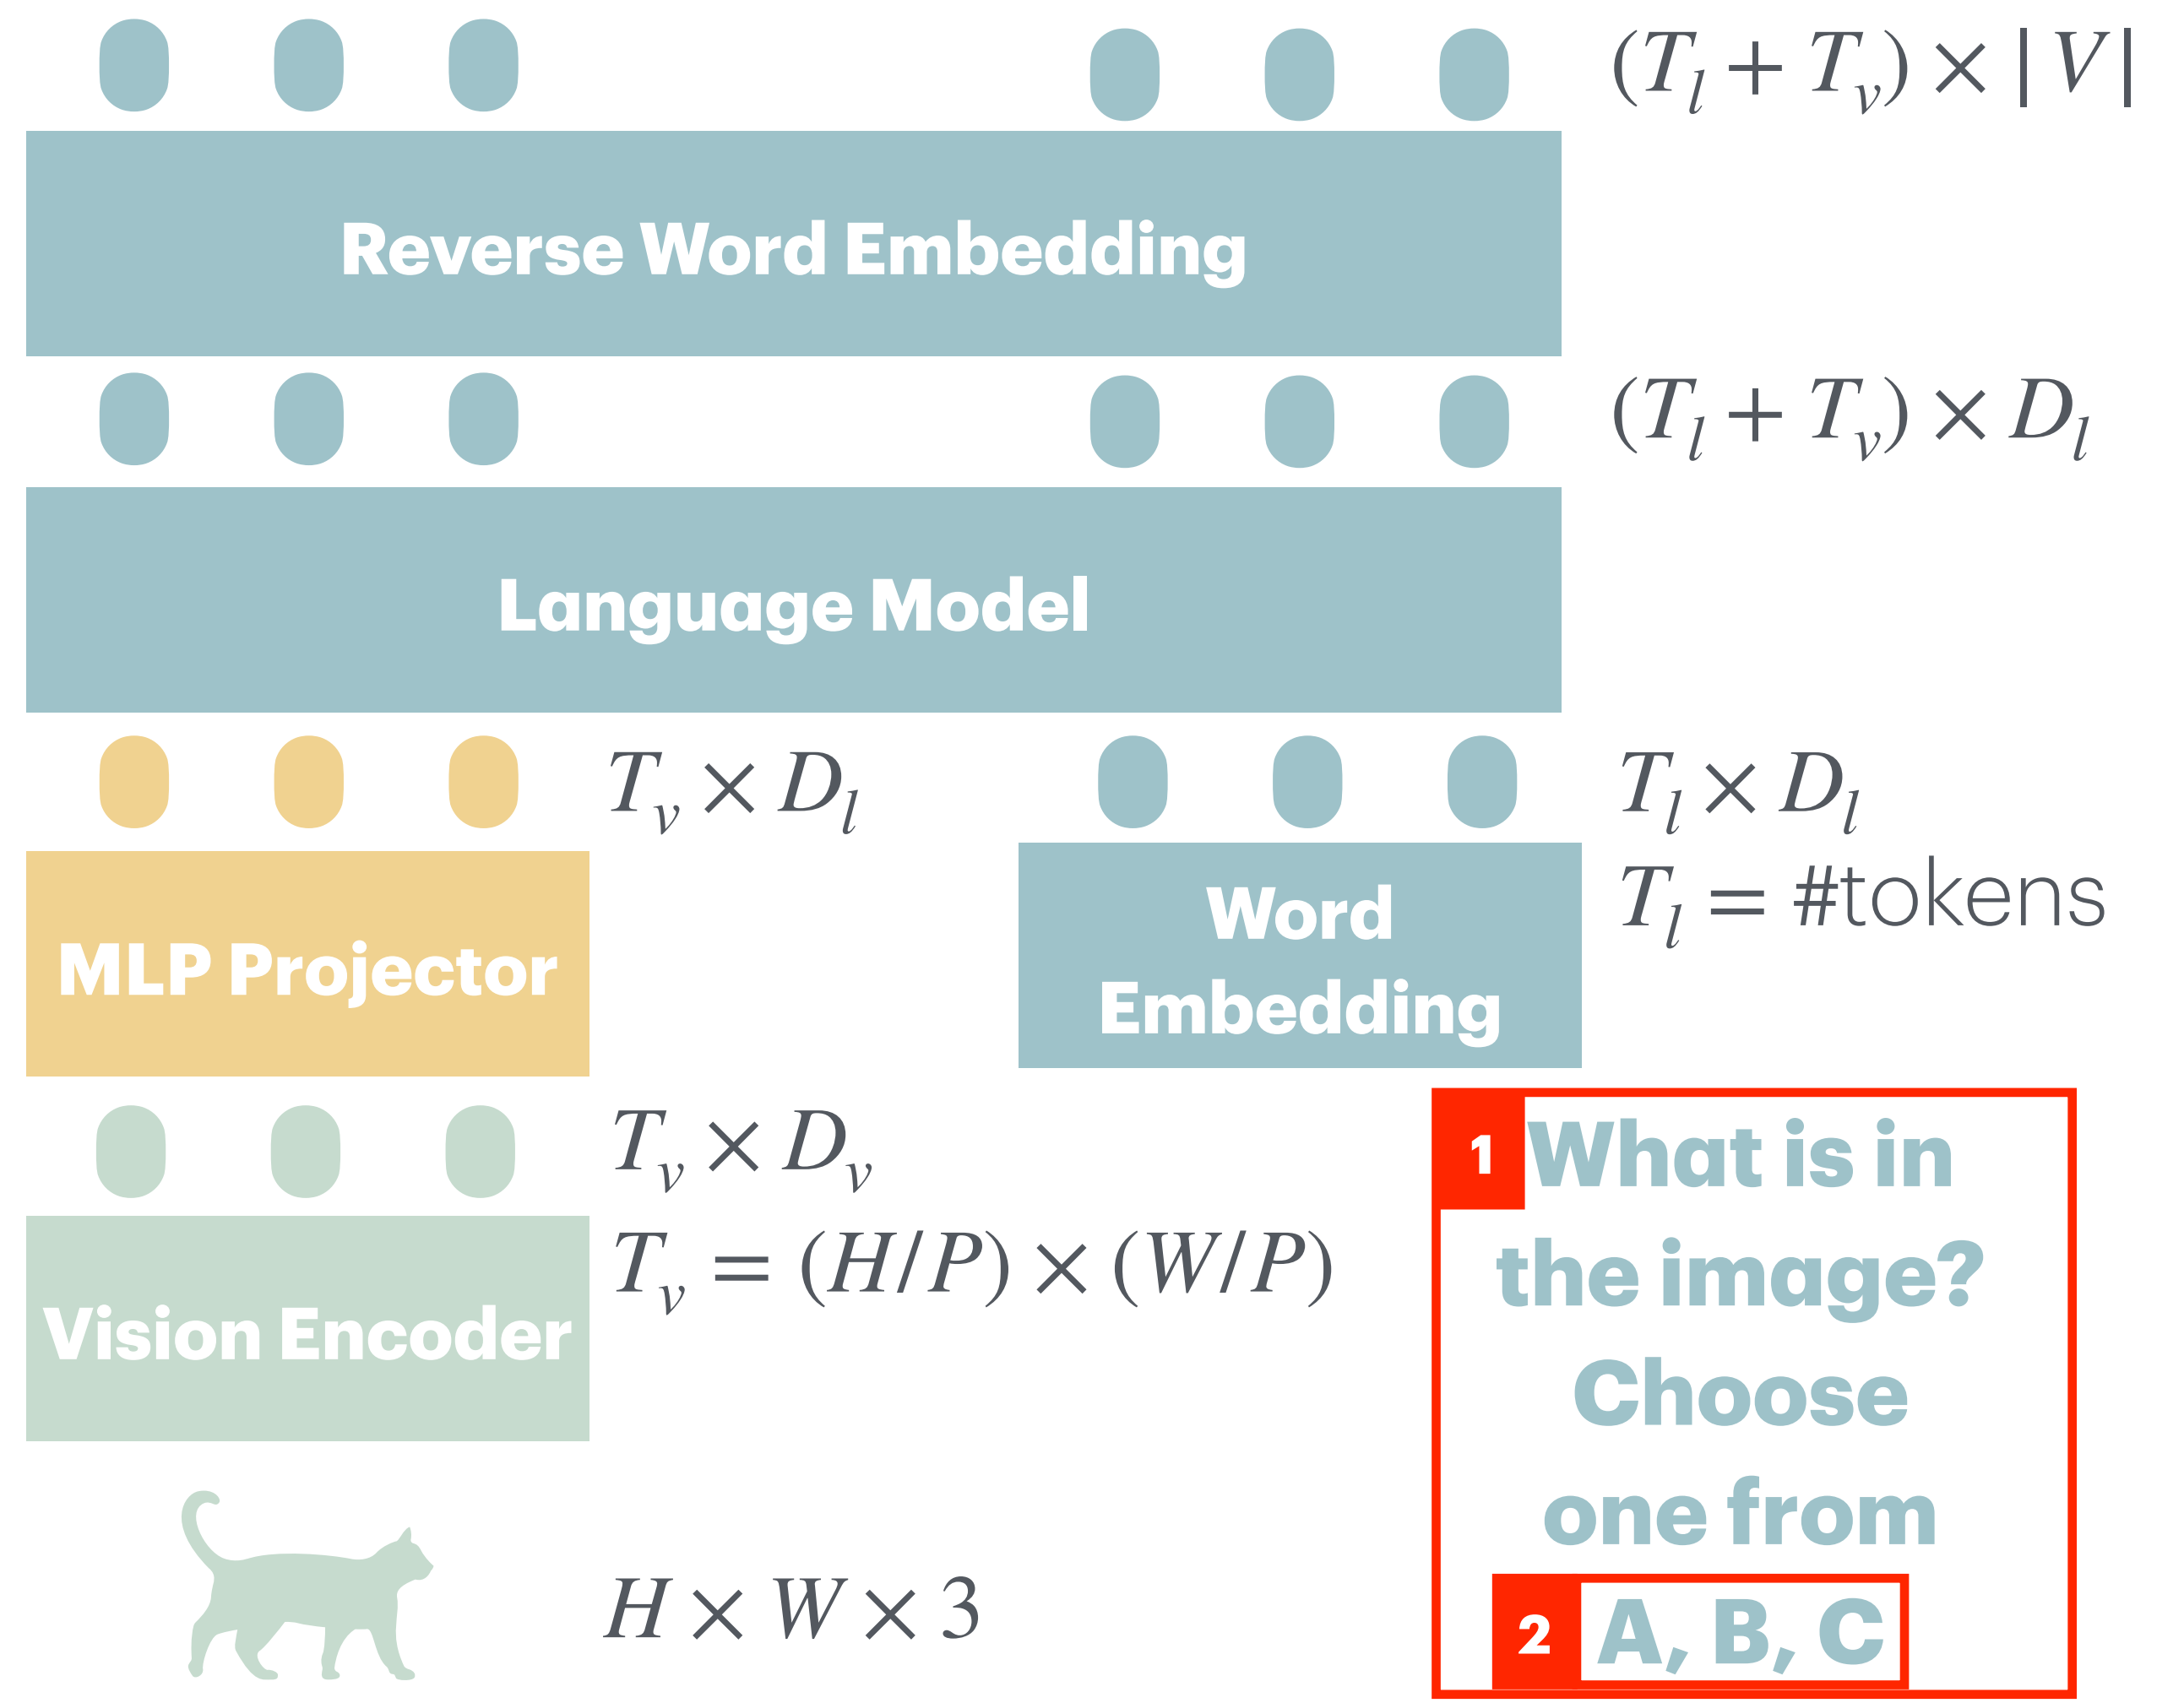 (T_l + T_v) × |V|
Reverse Word Embedding
(T_l + T_v) × D_l
Language Model
T_v × D_l
T_l × D_l
T_l = #tokens
MLP Projector
Word
Embedding
T_v × D_v
T_v = (H/P) × (W/P)
Vision Encoder
H × W × 3
1
What is in
the image?
Choose
one from
2
A, B, C